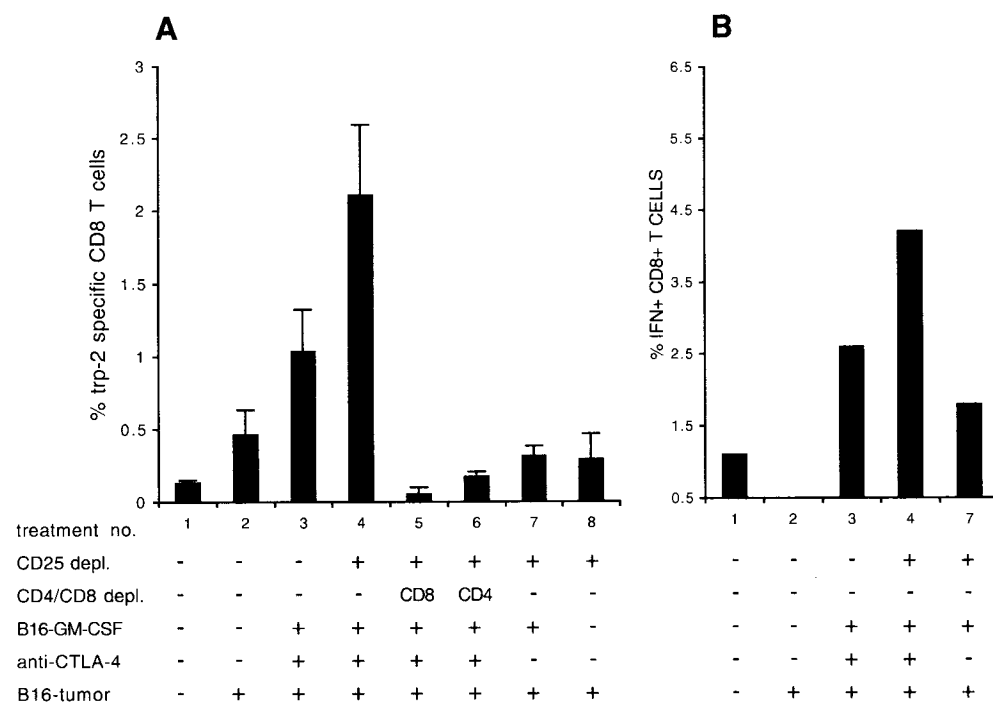 A
B
% trp-2 specific CD8 T cells
3
2.5
2
1.5
1
0.5
0
% IFN+ CD8+ T CELLS
6.5
5.5
4.5
3.5
2.5
1.5
0.5
treatment no. 1 2 3 4 5 6 7 8 1 2 3 4 7
CD25 depl. - - - + + + + + - - - + +
CD4/CD8 depl. - - - - CD8 CD4 - - - - - - -
B16-GM-CSF - - + + + + + - - - + + +
anti-CTLA-4 - - + + + + - - - - + + -
B16-tumor - + + + + + + + - + + + +